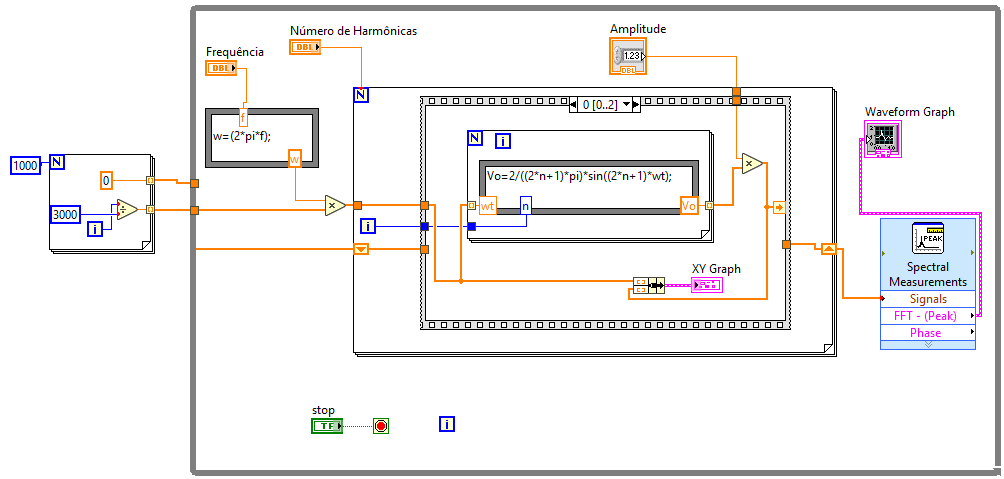 Número de Harmônicas
DBL
Amplitude
1.23
DBL
Frequência
DBL
N
0 [0..2]
Waveform Graph
f
w=(2*pi*f);
w
N
i
Vo=2/((2*n+1)*pi)*sin((2*n+1)*wt);
wt
n
Vo
1000
N
0
3000
i
i
XY Graph
PEAK
Spectral
Measurements
Signals
FFT - (Peak)
Phase
stop
TF
i